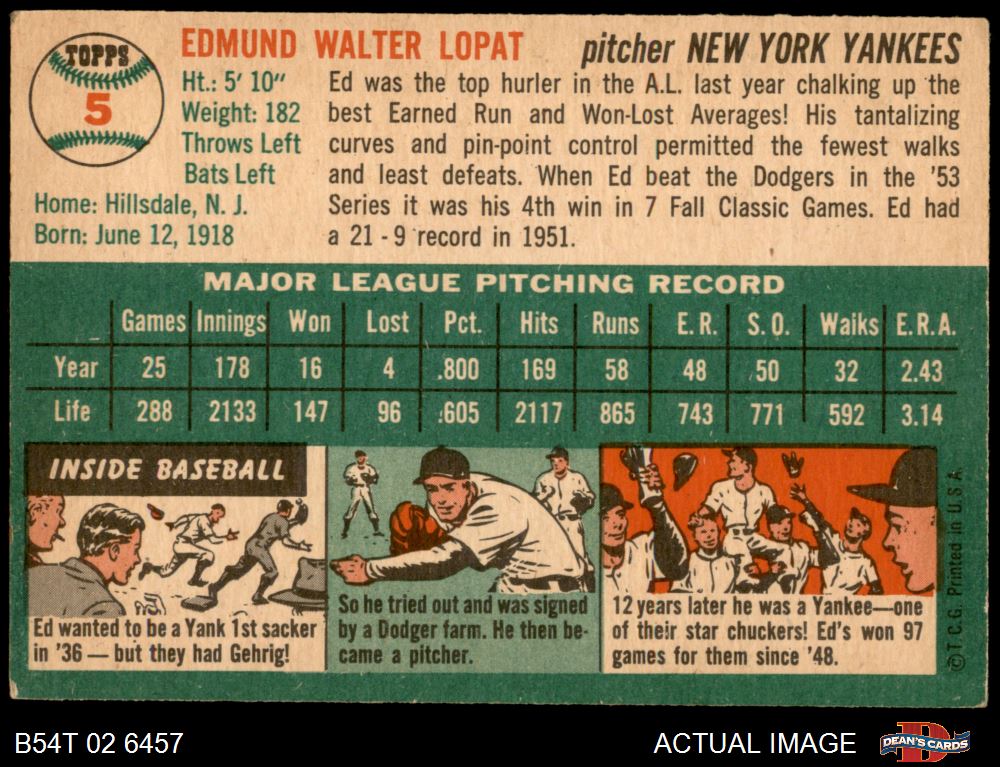 TOPPS
5
EDMUND WALTER LOPAT
pitcher NEW YORK YANKEES
Ht.: 5' 10"
Weight: 182
Throws Left
Bats Left
Home: Hillsdale, N. J.
Born: June 12, 1918
Ed was the top hurler in the A.L. last year chalking up the
best Earned Run and Won-Lost Averages! His tantalizing
curves and pin-point control permitted the fewest walks
and least defeats. When Ed beat the Dodgers in the '53
Series it was his 4th win in 7 Fall Classic Games. Ed had
a 21 - 9 record in 1951.
MAJOR LEAGUE PITCHING RECORD
Games Innings Won Lost Pct. Hits Runs E.R. S.O. Walks E.R.A.
Year 25 178 16 4 .800 169 58 48 50 32 2.43
Life 288 2133 147 96 .605 2117 865 743 771 592 3.14
INSIDE BASEBALL
Ed wanted to be a Yank 1st sacker
in '36 — but they had Gehrig!
So he tried out and was signed
by a Dodger farm. He then be-
came a pitcher.
12 years later he was a Yankee—one
of their star chuckers! Ed's won 97
games for them since '48.
© T. C. G. Printed in U.S.A.
B54T 02 6457
ACTUAL IMAGE
D
DEAN'S CARDS